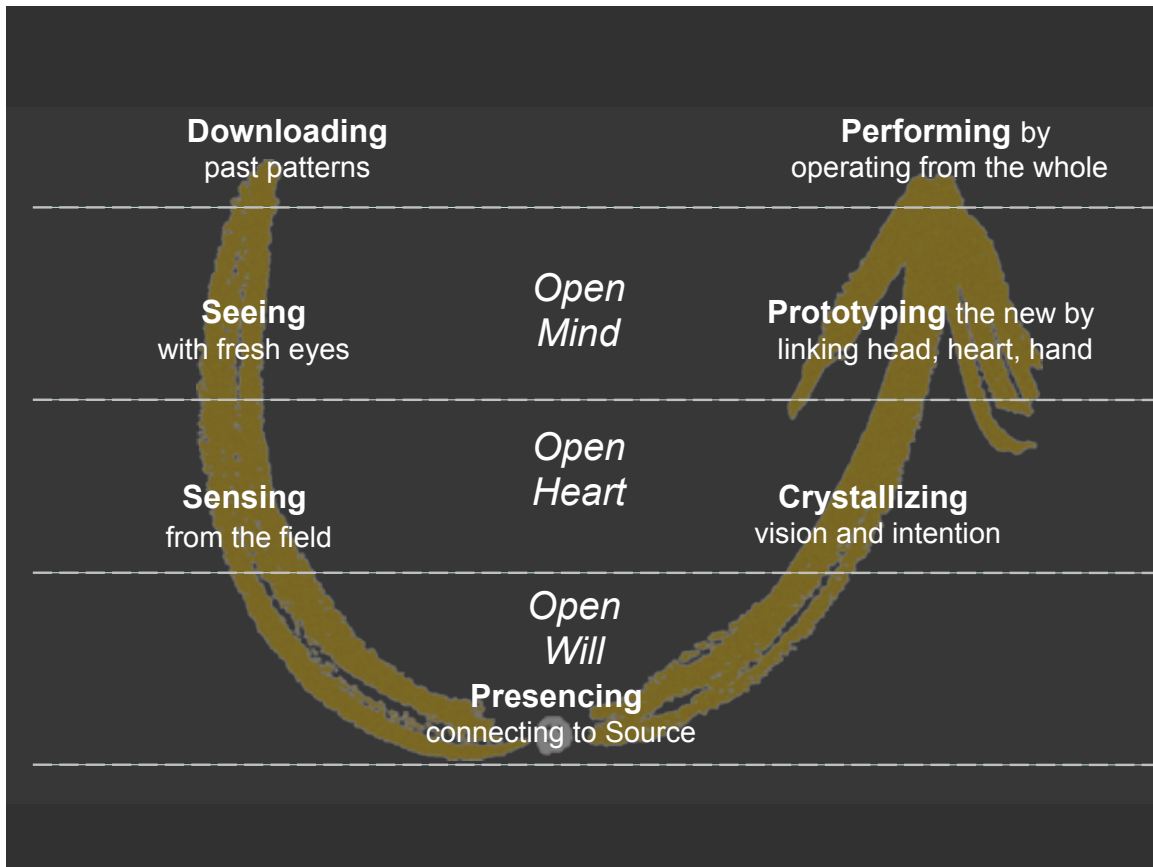 Downloading
past patterns
Performing by
operating from the whole
Open
Mind
Seeing
with fresh eyes
Prototyping the new by
linking head, heart, hand
Open
Heart
Sensing
from the field
Crystallizing
vision and intention
Open
Will
Presencing
connecting to Source